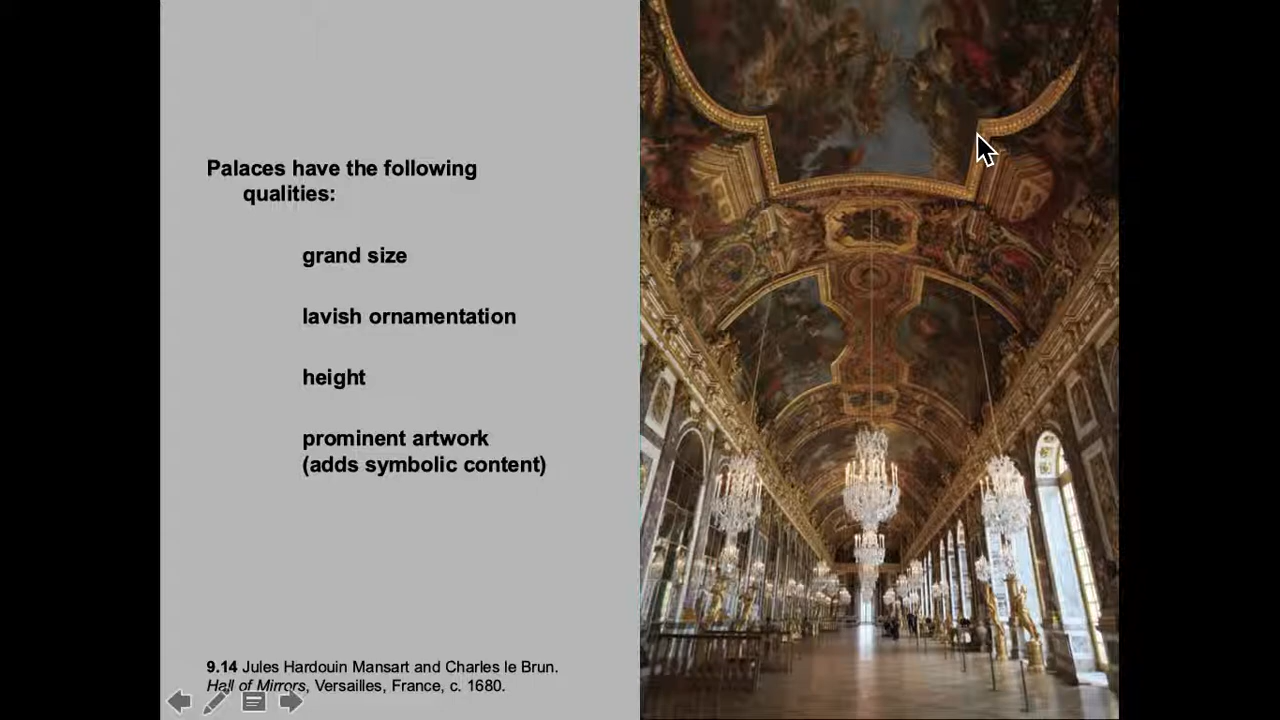 Palaces have the following
qualities:
grand size
lavish ornamentation
height
prominent artwork
(adds symbolic content)
9.14 Jules Hardouin Mansart and Charles le Brun.
Hall of Mirrors, Versailles, France, c. 1680.